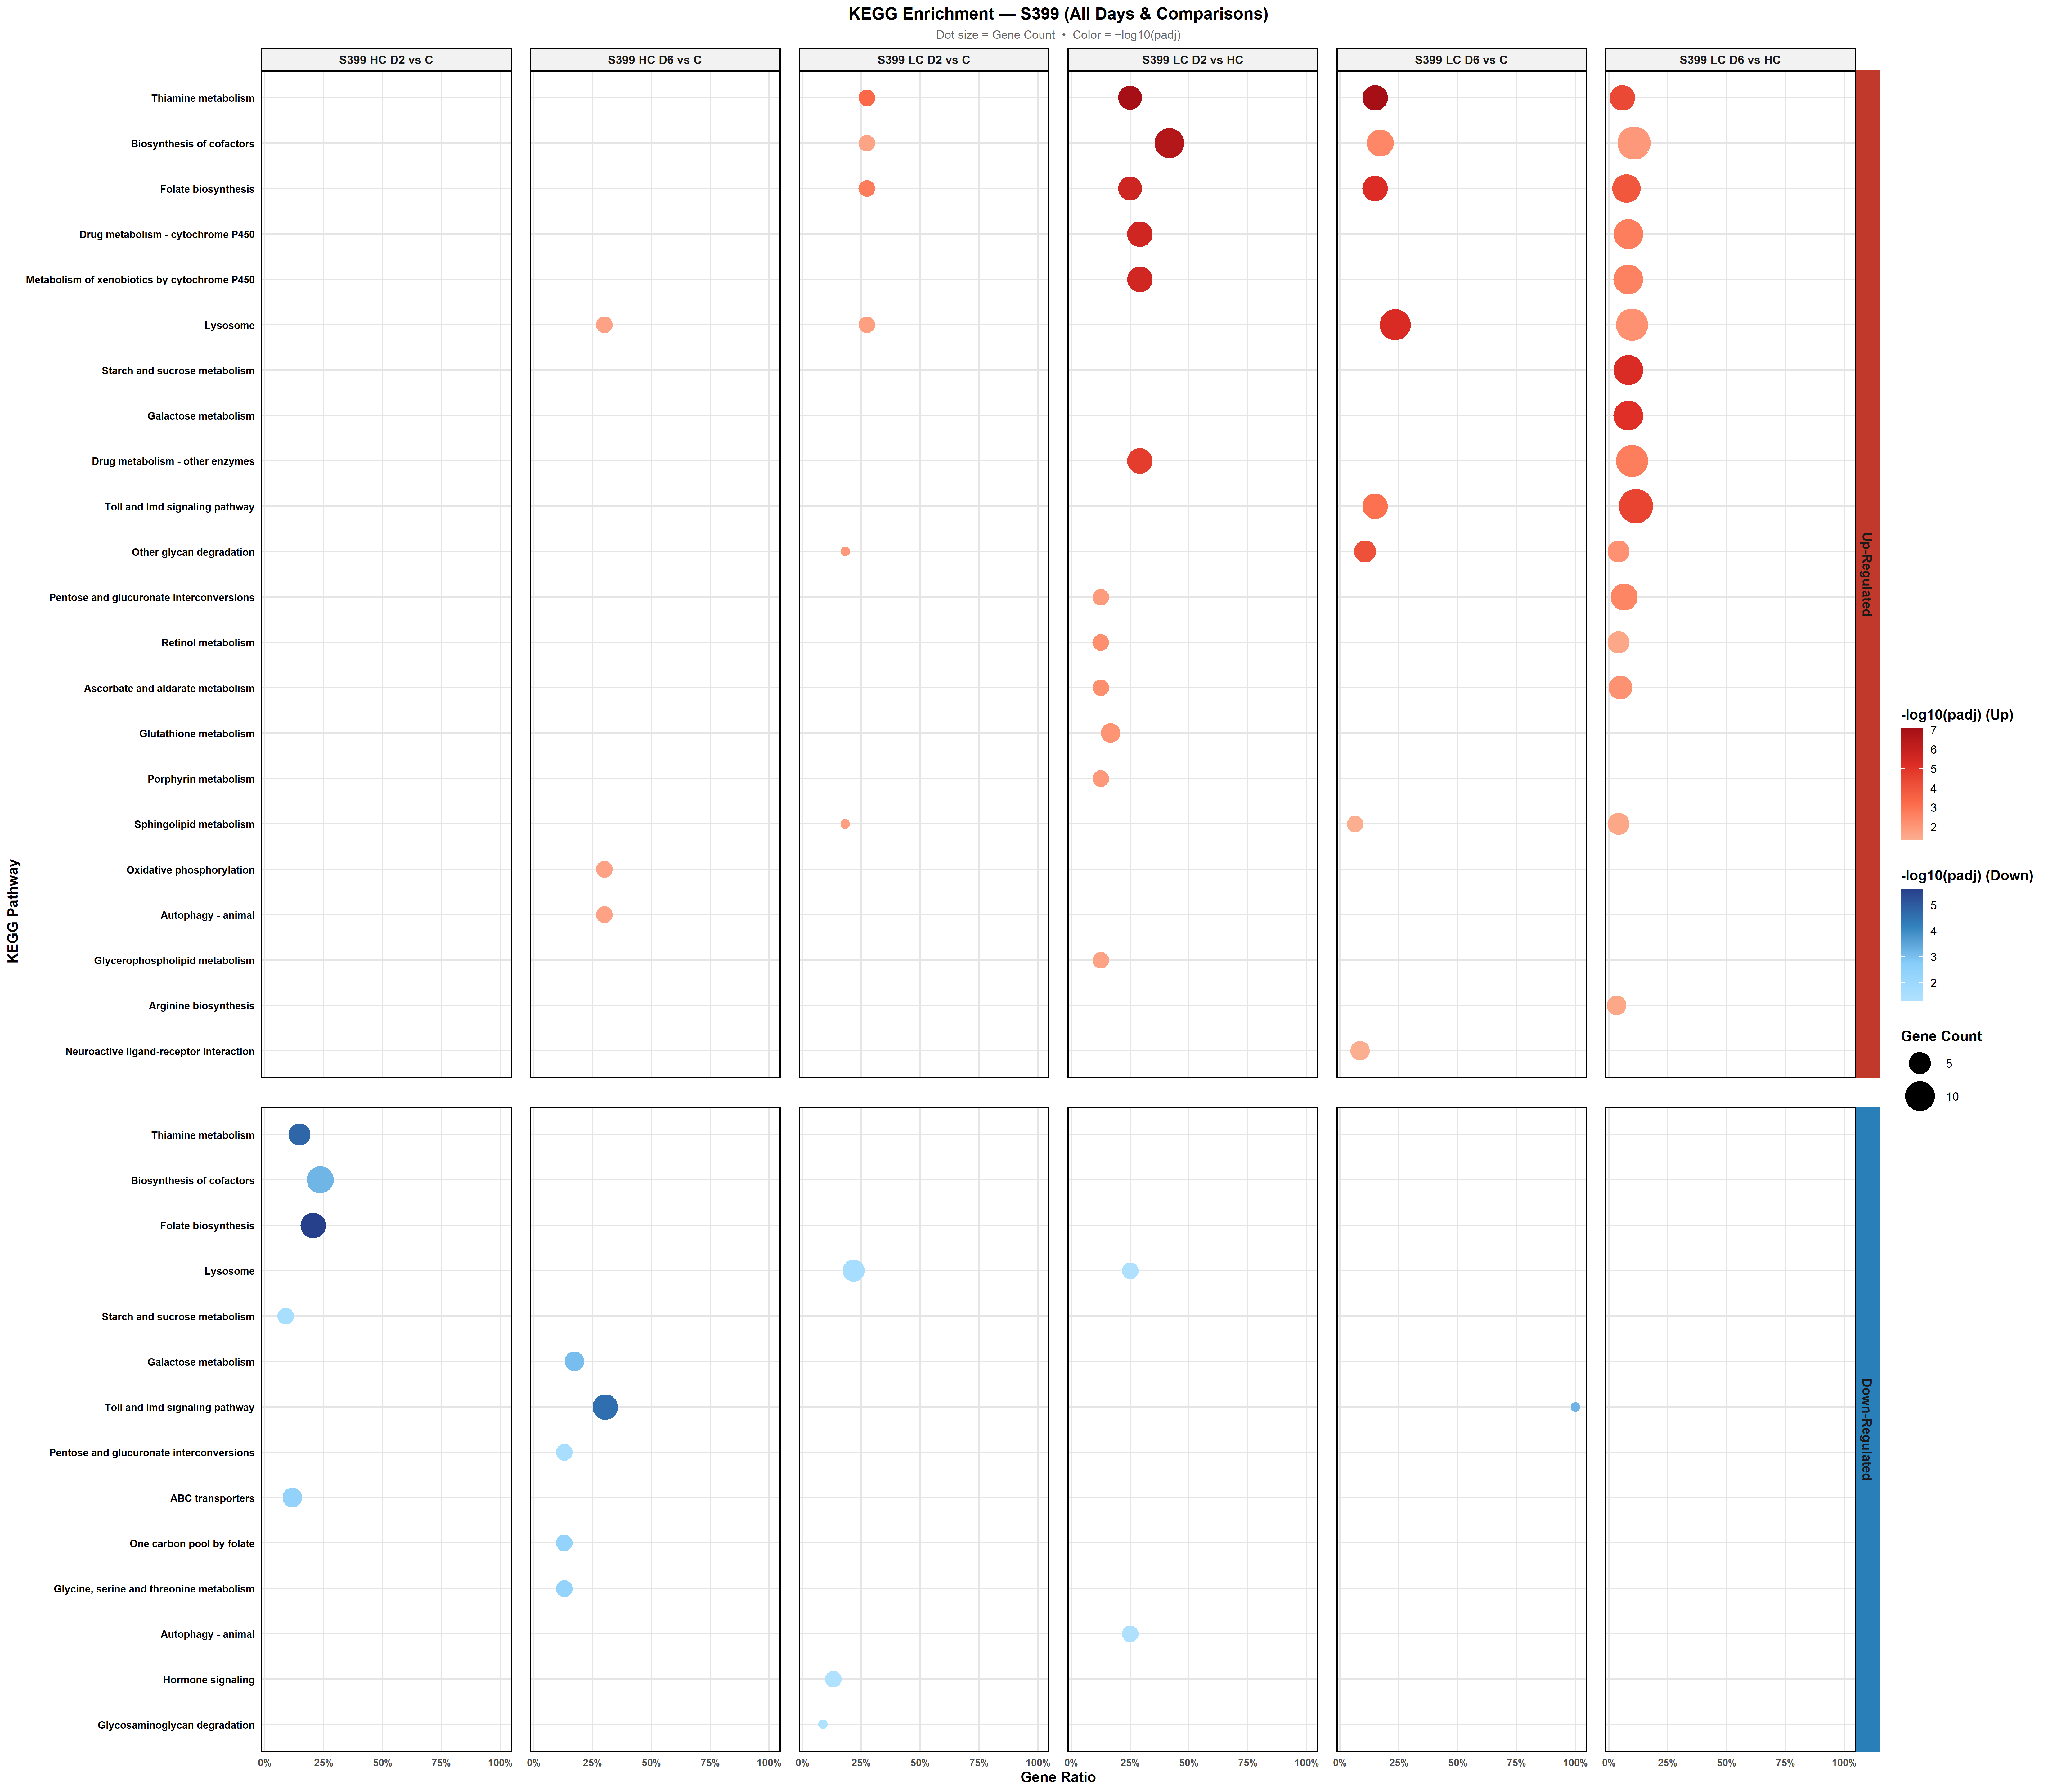 KEGG Enrichment — S399 (All Days & Comparisons)
Dot size = Gene Count • Color = −log10(padj)
S399 HC D2 vs C
S399 HC D6 vs C
S399 LC D2 vs C
S399 LC D2 vs HC
S399 LC D6 vs C
S399 LC D6 vs HC
KEGG Pathway
Thiamine metabolism
Biosynthesis of cofactors
Folate biosynthesis
Drug metabolism - cytochrome P450
Metabolism of xenobiotics by cytochrome P450
Lysosome
Starch and sucrose metabolism
Galactose metabolism
Drug metabolism - other enzymes
Toll and Imd signaling pathway
Other glycan degradation
Pentose and glucuronate interconversions
Retinol metabolism
Ascorbate and aldarate metabolism
Glutathione metabolism
Porphyrin metabolism
Sphingolipid metabolism
Oxidative phosphorylation
Autophagy - animal
Glycerophospholipid metabolism
Arginine biosynthesis
Neuroactive ligand-receptor interaction
Up-Regulated
Thiamine metabolism
Biosynthesis of cofactors
Folate biosynthesis
Lysosome
Starch and sucrose metabolism
Galactose metabolism
Toll and Imd signaling pathway
Pentose and glucuronate interconversions
ABC transporters
One carbon pool by folate
Glycine, serine and threonine metabolism
Autophagy - animal
Hormone signaling
Glycosaminoglycan degradation
Down-Regulated
0% 25% 50% 75% 100%
0% 25% 50% 75% 100%
0% 25% 50% 75% 100%
0% 25% 50% 75% 100%
0% 25% 50% 75% 100%
0% 25% 50% 75% 100%
Gene Ratio
-log10(padj) (Up)
7
6
5
4
3
2
-log10(padj) (Down)
5
4
3
2
Gene Count
5
10